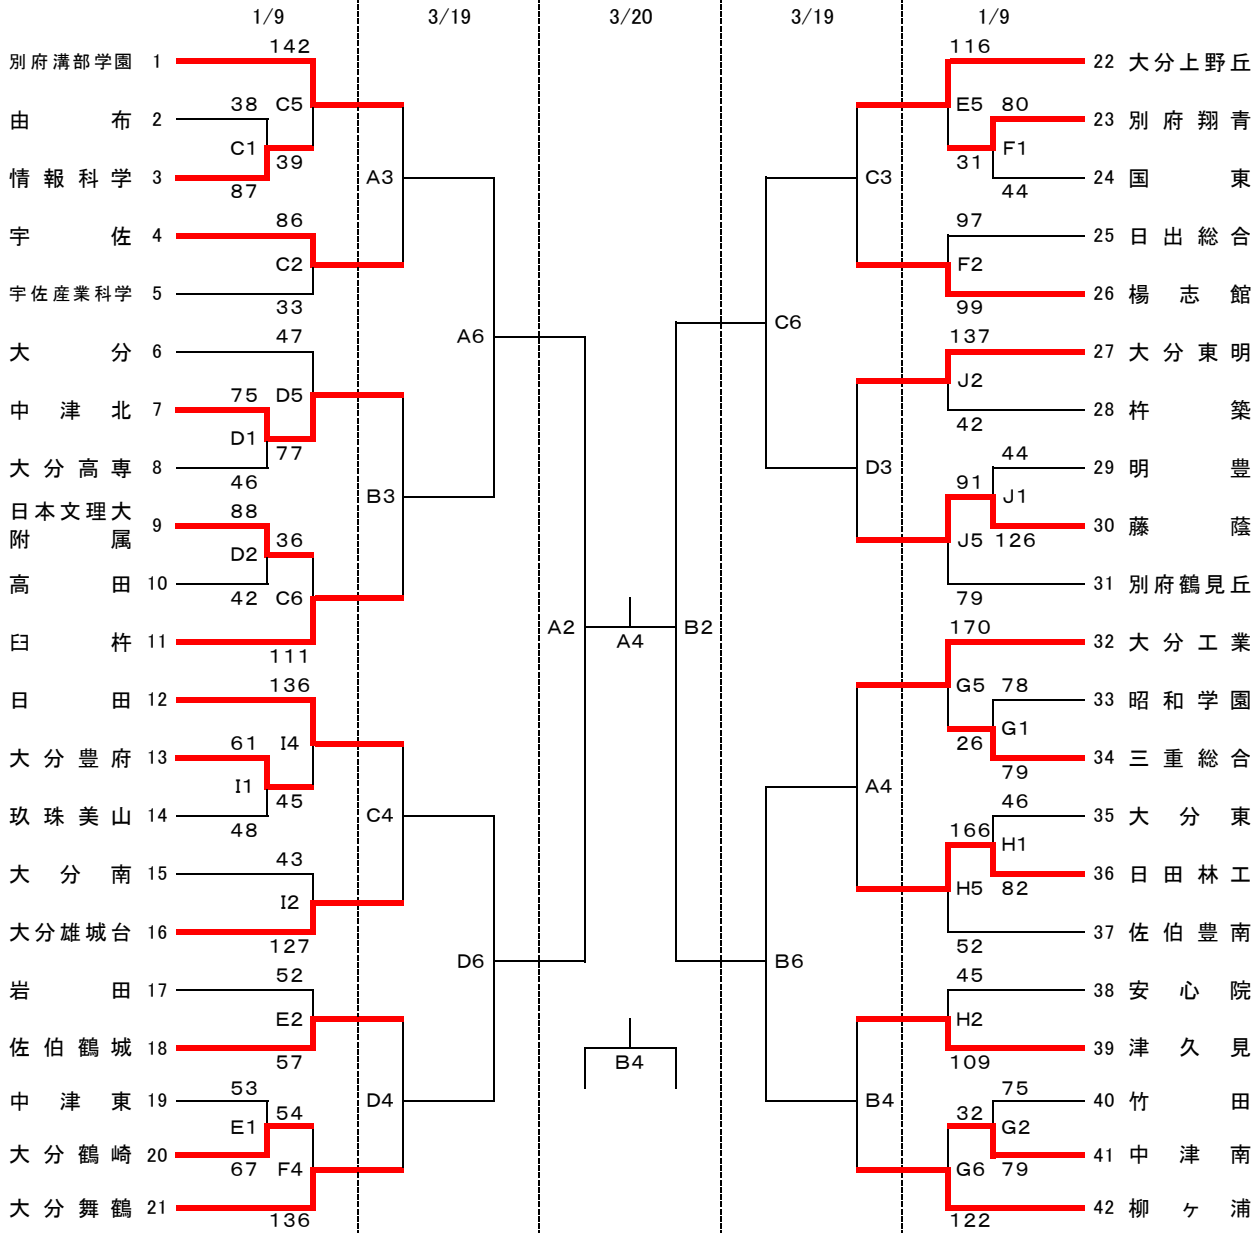 1/9 3/19 3/20 3/19 1/9
142 116
別府溝部学園 1 22 大分上野丘
38 C5 E5 80
由布 2 23 別府翔青
C1 39 31 F1
情報科学 3 A3 C3 24 国東
87 44
86 97
宇佐 4 25 日出総合
C2 F2
宇佐産業科学 5 26 楊志館
33 99
47 A6 C6 137
大分 6 27 大分東明
75 D5 J2
中津北 7 28 杵築
D1 77 42
大分高専 8 44 29 明豊
46 D3
日本文理大附属 9 88 B3 91 J1
36 30 藤蔭
D2 J5 126
高田 10 31 別府鶴見丘
42 C6 79
臼杵 11 A2 A4 B2 170 32 大分工業
111
136 G5 78
日田 12 33 昭和学園
61 I4 G1
大分豊府 13 26 34 三重総合
I1 45 79
玖珠美山 14 C4 A4 46 35 大分東
48 166
43 H1
大分南 15 36 日田林工
I2 H5 82
大分雄城台 16 37 佐伯豊南
127 D6 B6 52
52 45
岩田 17 38 安心院
E2 H2
佐伯鶴城 18 39 津久見
57 B4 109
53 75
中津東 19 D4 B4 40 竹田
54 32
E1 G2
大分鶴崎 20 41 中津南
67 F4 G6 79
大分舞鶴 21 42 柳ヶ浦
136 122